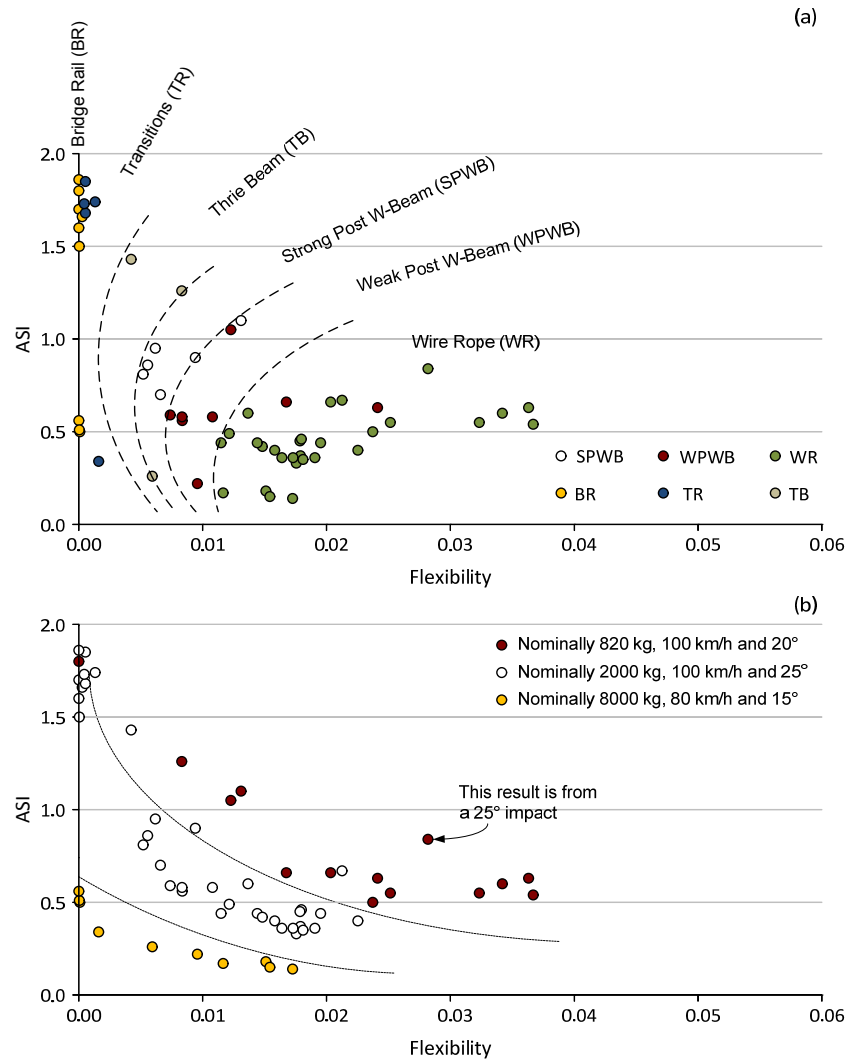 (a)
Bridge Rail (BR)
Transitions (TR)
Thrie Beam (TB)
Strong Post W-Beam (SPWB)
Weak Post W-Beam (WPWB)
Wire Rope (WR)
2.0
1.5
1.0
0.5
0.0
ASI
SPWB WPWB WR
BR TR TB
0.00 0.01 0.02 0.03 0.04 0.05 0.06
Flexibility
(b)
2.0
1.5
1.0
0.5
0.0
ASI
Nominally 820 kg, 100 km/h and 20°
Nominally 2000 kg, 100 km/h and 25°
Nominally 8000 kg, 80 km/h and 15°
This result is from
a 25° impact
0.00 0.01 0.02 0.03 0.04 0.05 0.06
Flexibility